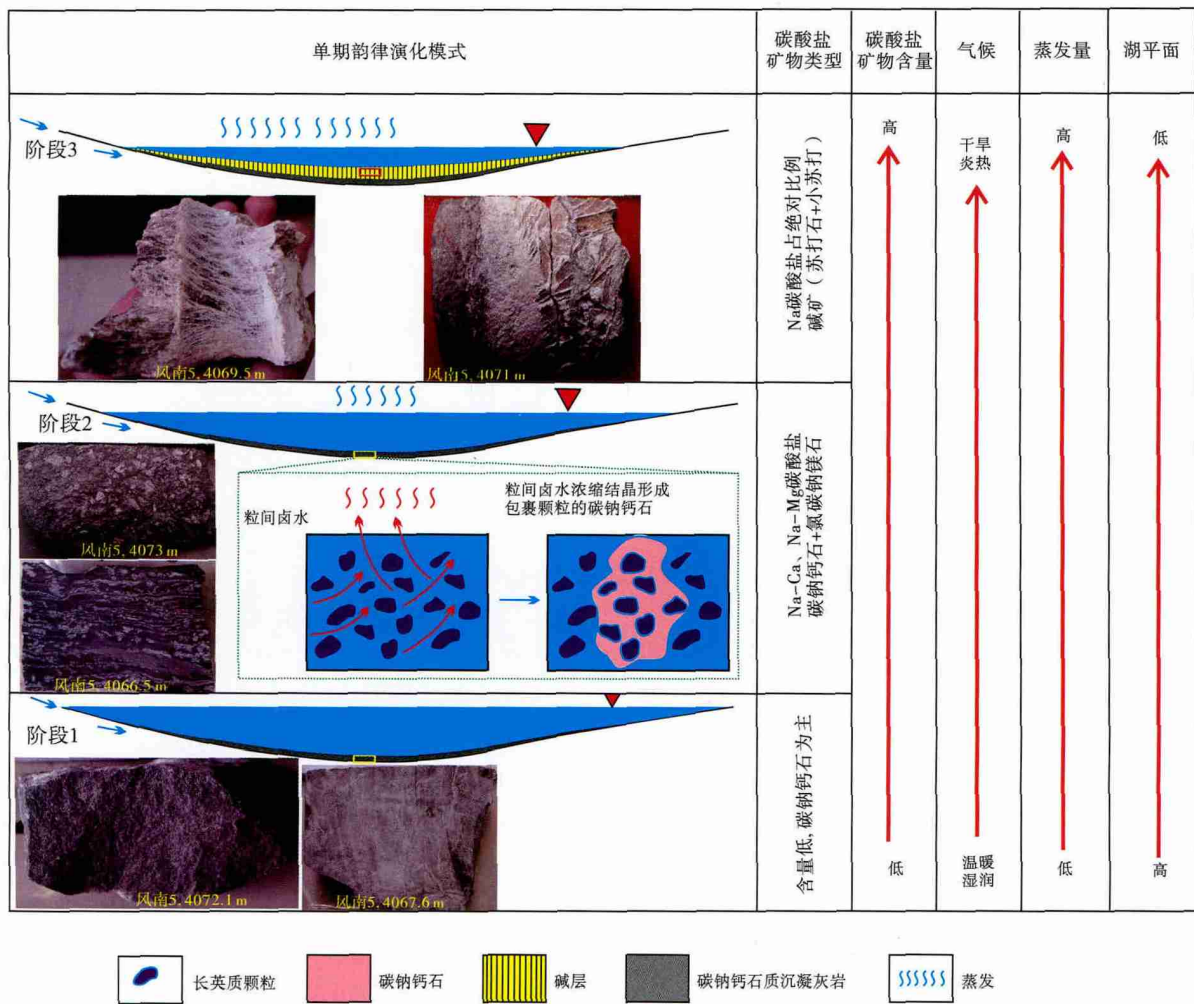 单期韵律演化模式
碳酸盐
矿物类型
碳酸盐
矿物含量
气候
蒸发量
湖平面
阶段3
风南5, 4069.5 m
风南5, 4071 m
Na碳酸盐占绝对比例
碱矿（苏打石+小苏打）
高
干旱
炎热
高
低
阶段2
风南5, 4073 m
风南5, 4066.5 m
粒间卤水
粒间卤水浓缩结晶形成
包裹颗粒的碳钠钙石
Na-Ca、Na-Mg碳酸盐
碳钠钙石+氯碳钠镁石
阶段1
风南5, 4072.1 m
风南5, 4067.6 m
含量低, 碳钠钙石为主
低
温暖
湿润
低
高
长英质颗粒
碳钠钙石
碱层
碳钠钙石质沉凝灰岩
蒸发